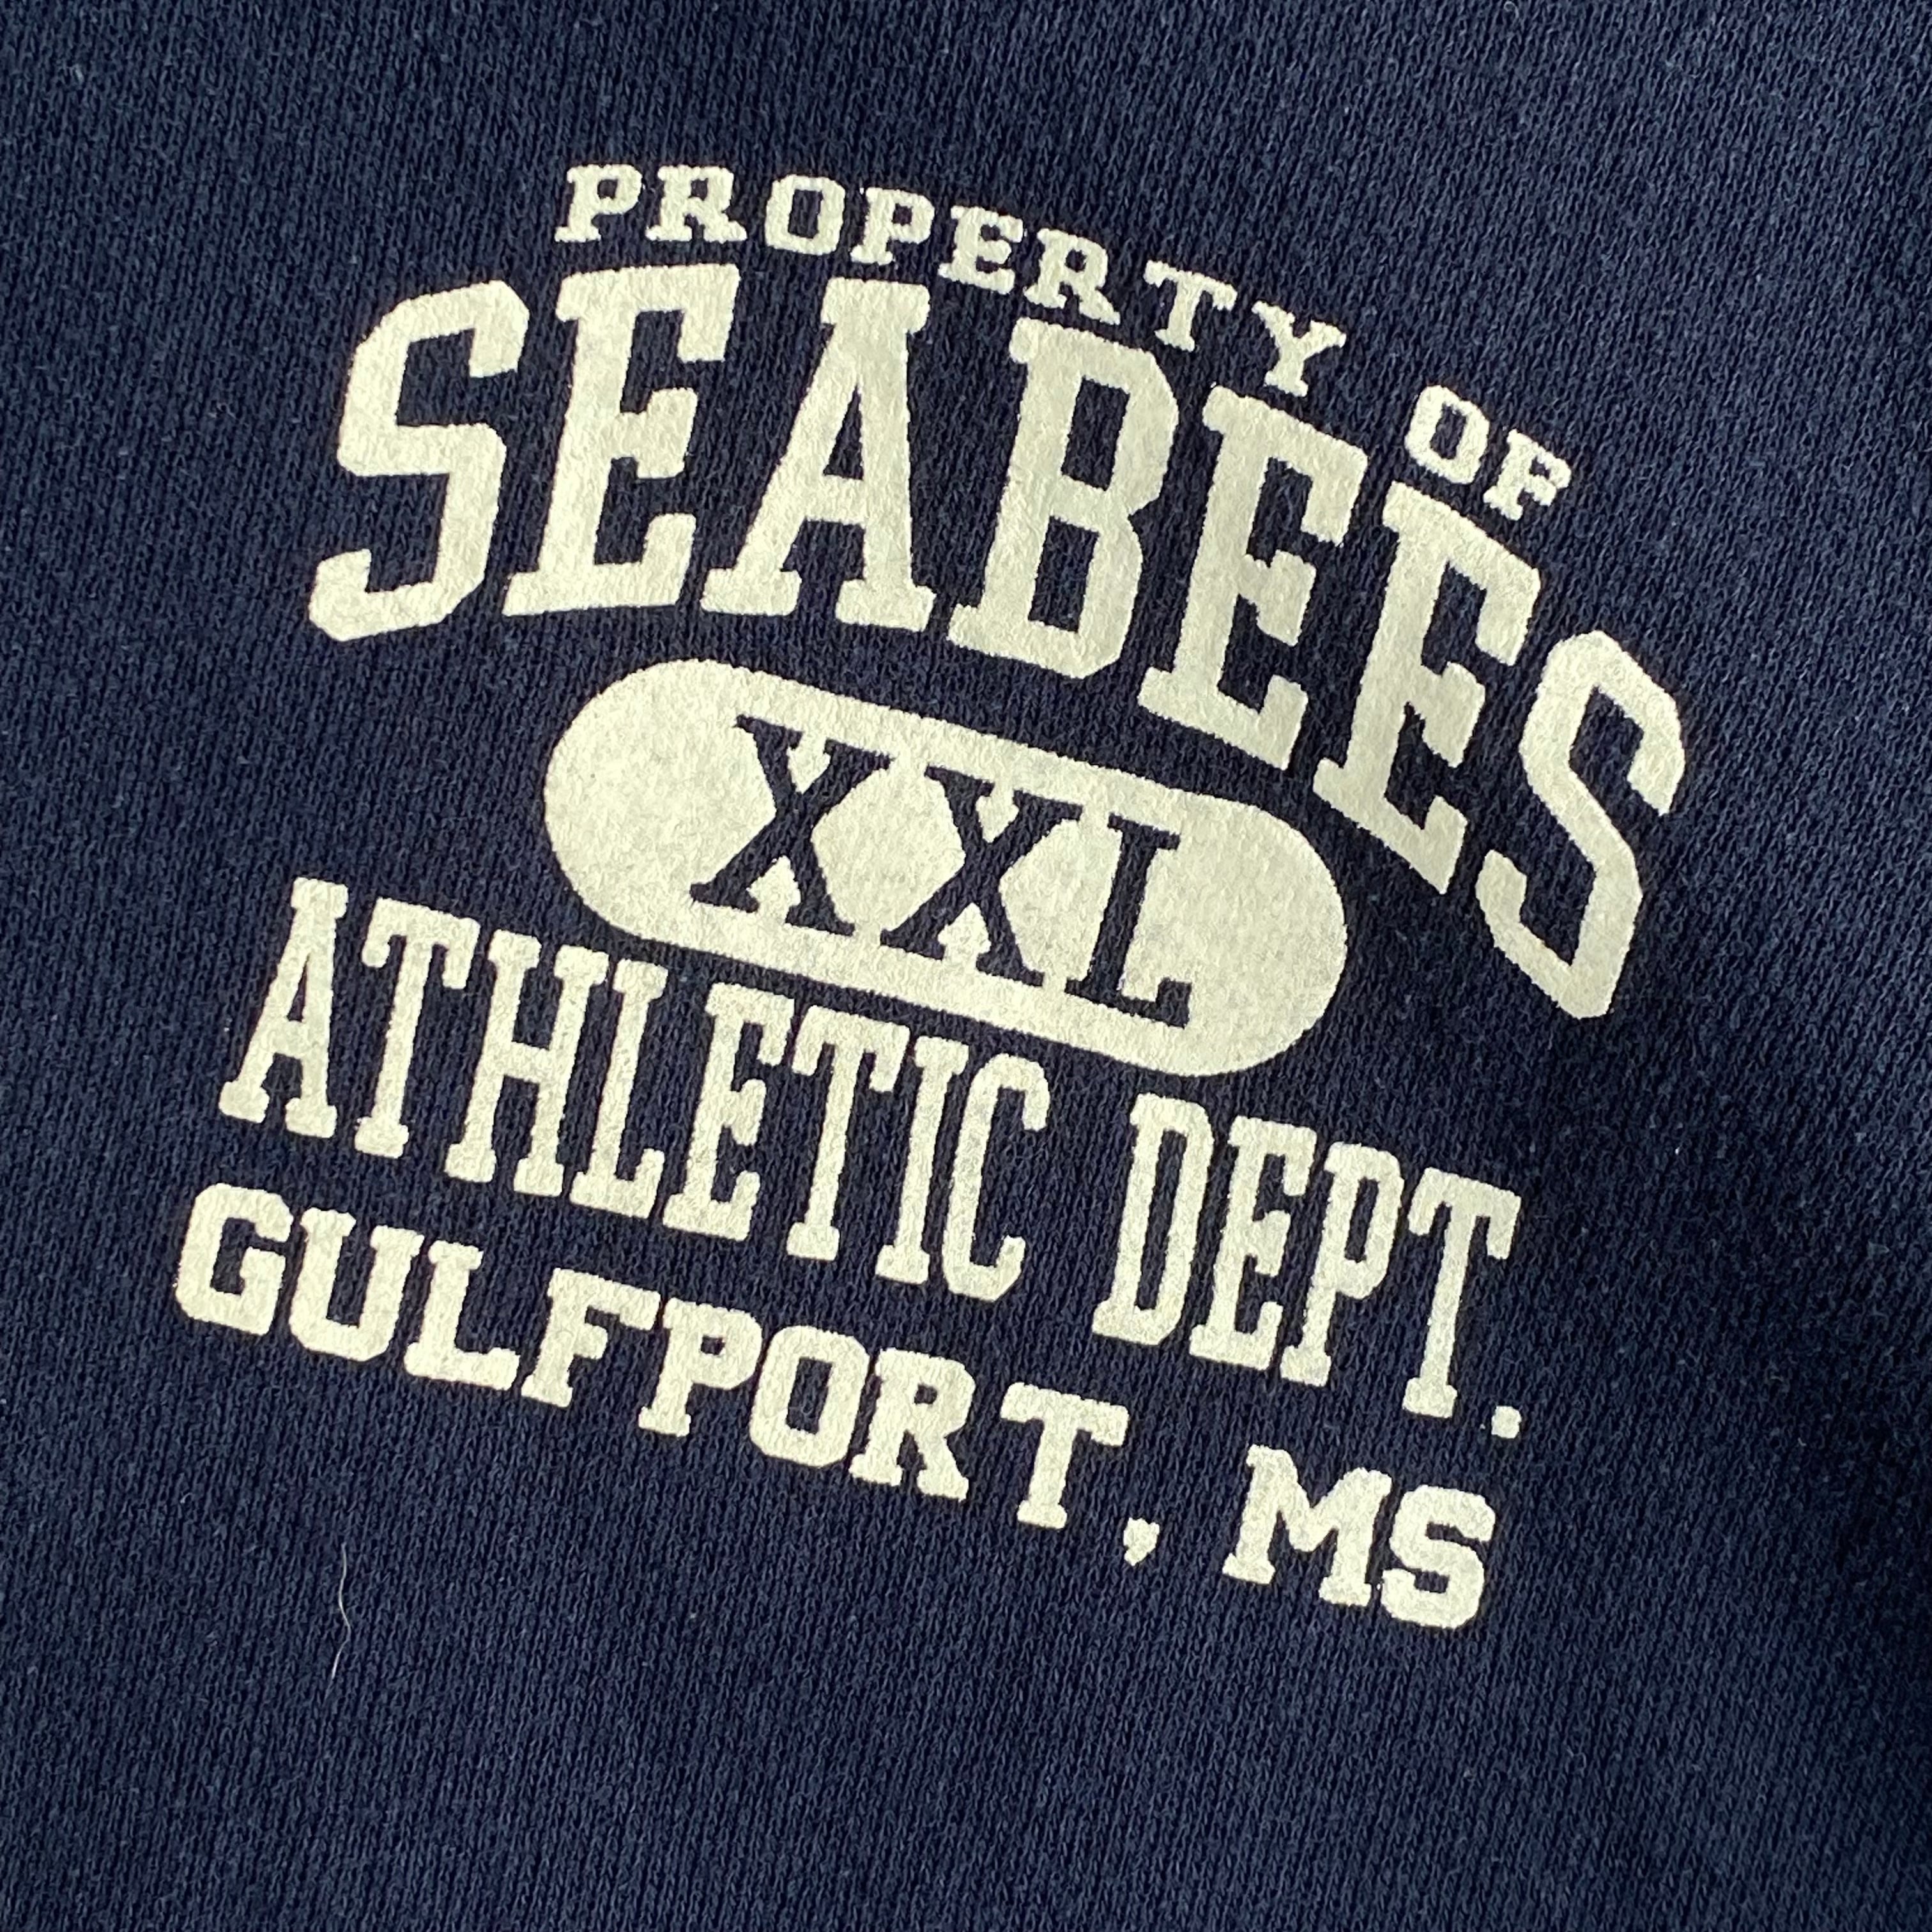 PROPERTY OF
SEABEES
XXL
ATHLETIC DEPT.
GULFPORT, MS